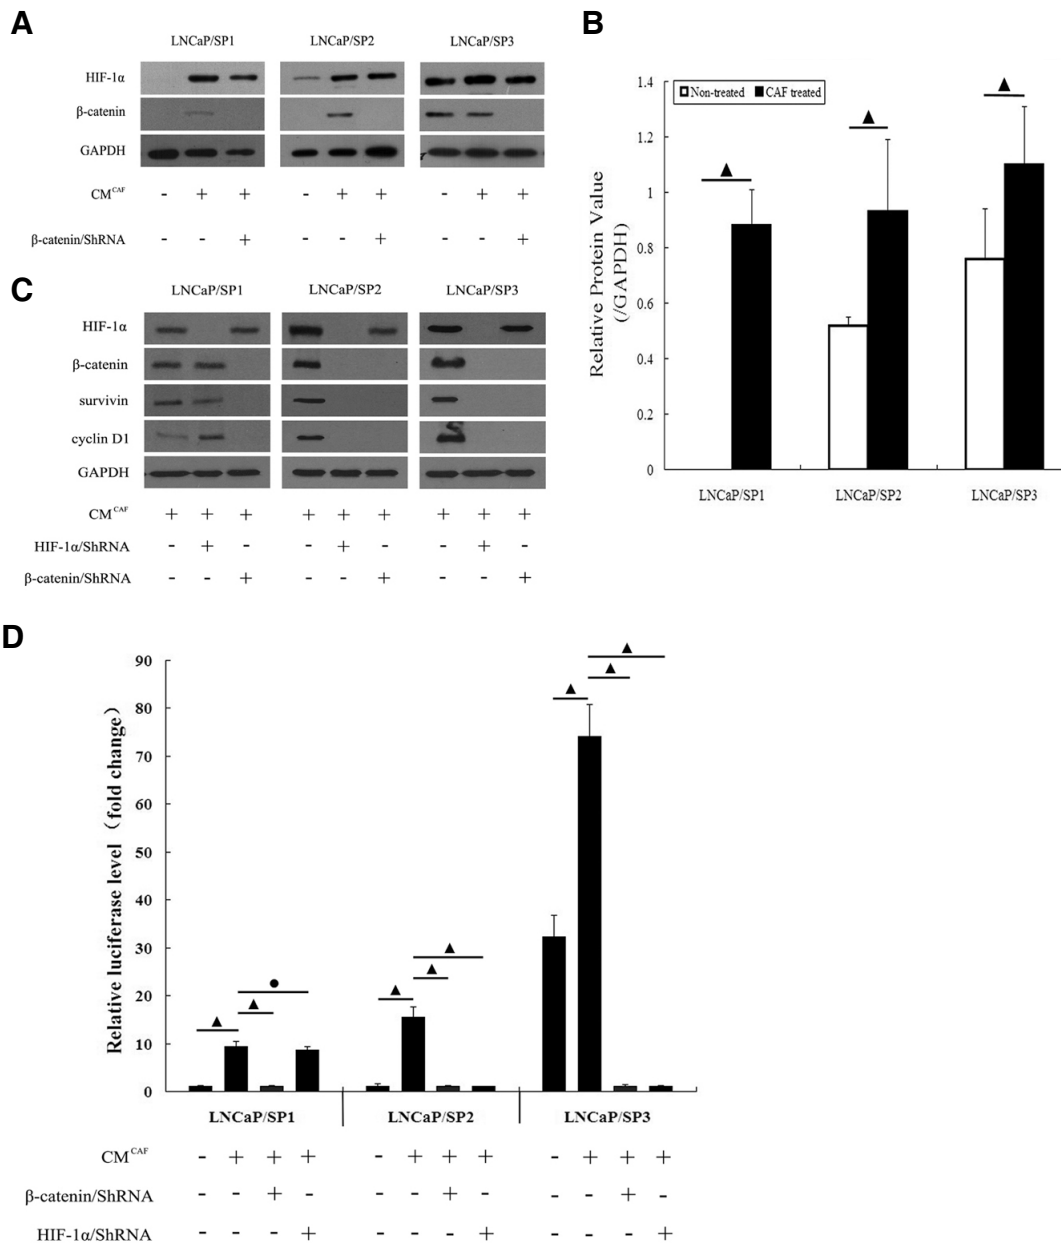 A
LNCaP/SP1 LNCaP/SP2 LNCaP/SP3
HIF-1α
β-catenin
GAPDH
CM^CAF - + + - + + - + +
β-catenin/ShRNA - - + - - + - - +
B
Non-treated CAF treated
Relative Protein Value
(/GAPDH)
1.4
1.2
1
0.8
0.6
0.4
0.2
0
LNCaP/SP1 LNCaP/SP2 LNCaP/SP3
C
LNCaP/SP1 LNCaP/SP2 LNCaP/SP3
HIF-1α
β-catenin
survivin
cyclin D1
GAPDH
CM^CAF + + + + + + + + +
HIF-1α/ShRNA - + - - + - - + -
β-catenin/ShRNA - - + - - + - - +
D
Relative luciferase level (fold change)
90
80
70
60
50
40
30
20
10
0
LNCaP/SP1 LNCaP/SP2 LNCaP/SP3
CM^CAF - + + + - + + + - + + +
β-catenin/ShRNA - - + - - - + - - - + -
HIF-1α/ShRNA - - - + - - - + - - - +